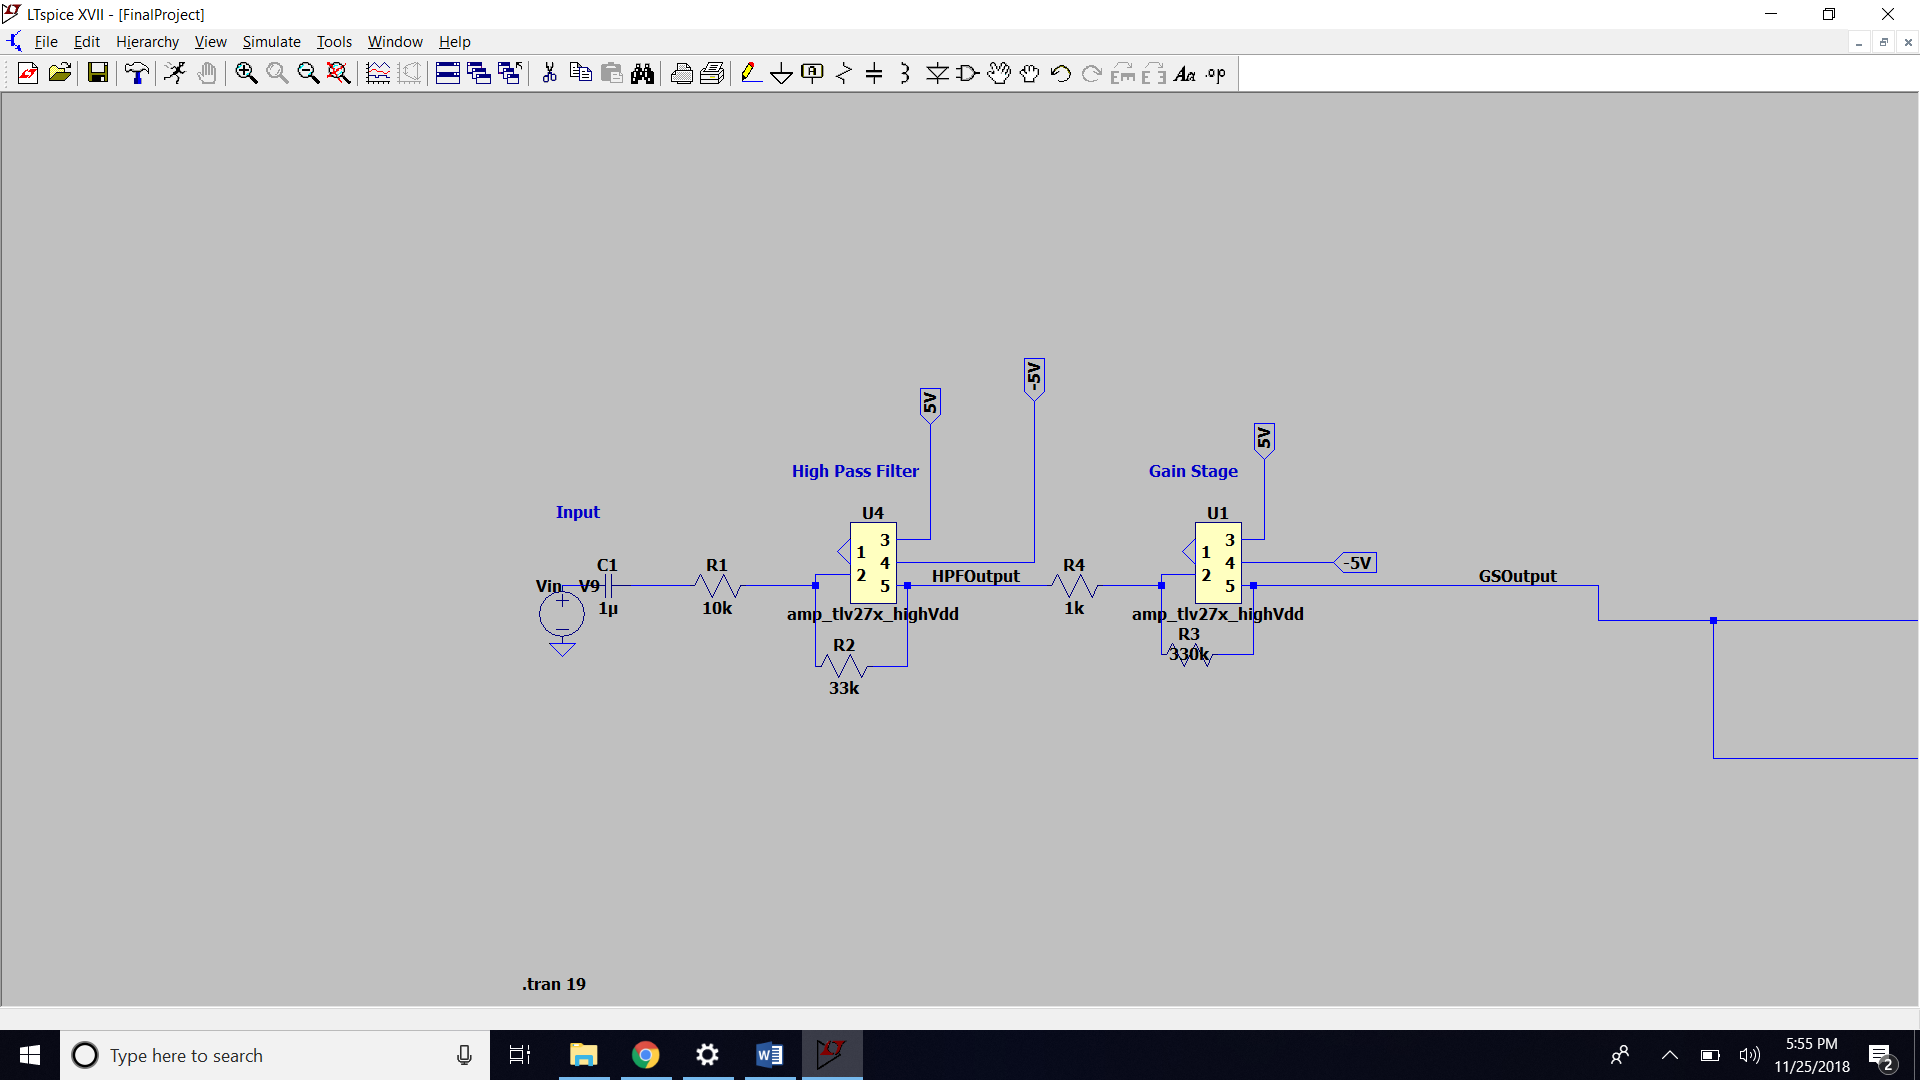 LTspice XVII - [FinalProject]
File Edit Hierarchy View Simulate Tools Window Help
Aa .op
-5V
5V
5V
High Pass Filter
Gain Stage
Input
U4
U1
3
1
4
2
5
3
1
4
2
5
-5V
C1
R1
HPFOutput
R4
GSOutput
Vin
V9
1µ
10k
1k
amp_tlv27x_highVdd
amp_tlv27x_highVdd
R2
33k
R3
330k
.tran 19
Type here to search
5:55 PM
11/25/2018
2